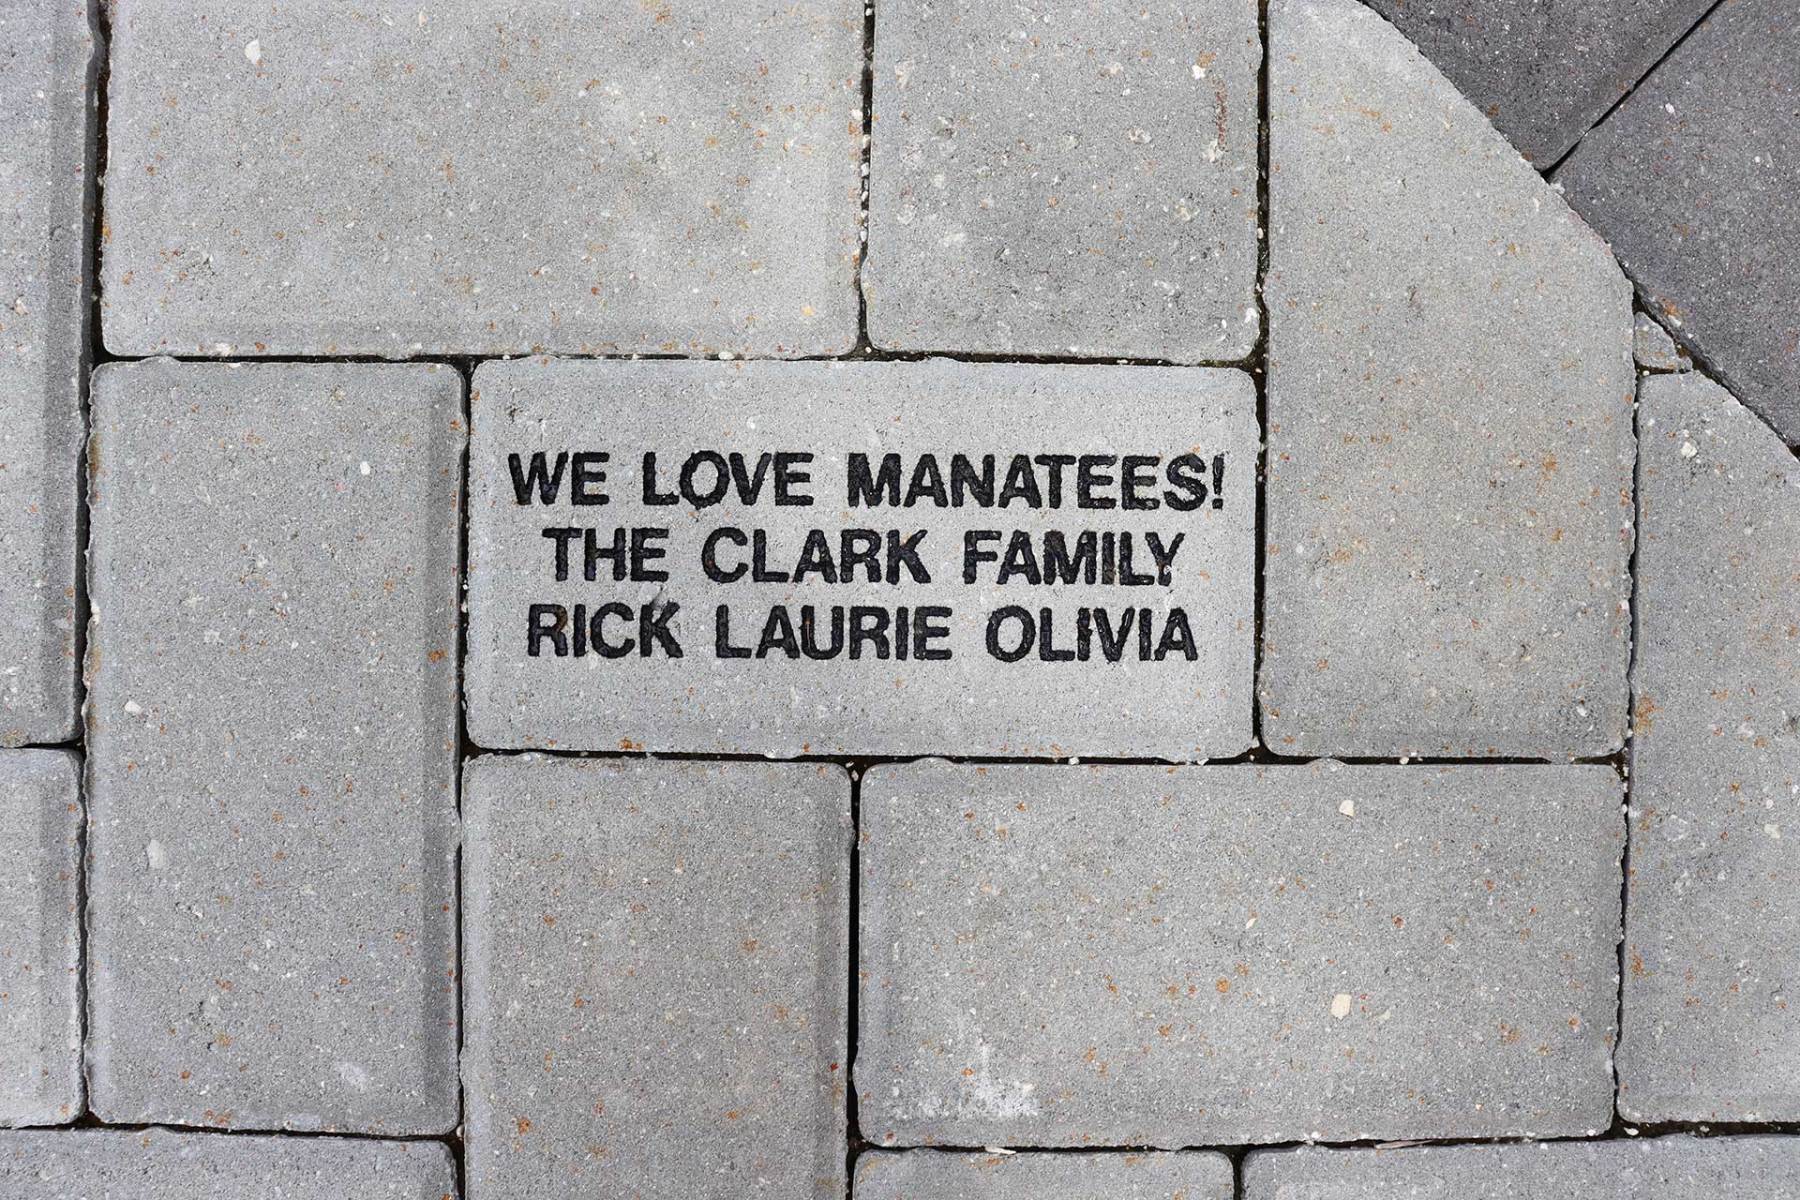 WE LOVE MANATEES!
THE CLARK FAMILY
RICK LAURIE OLIVIA